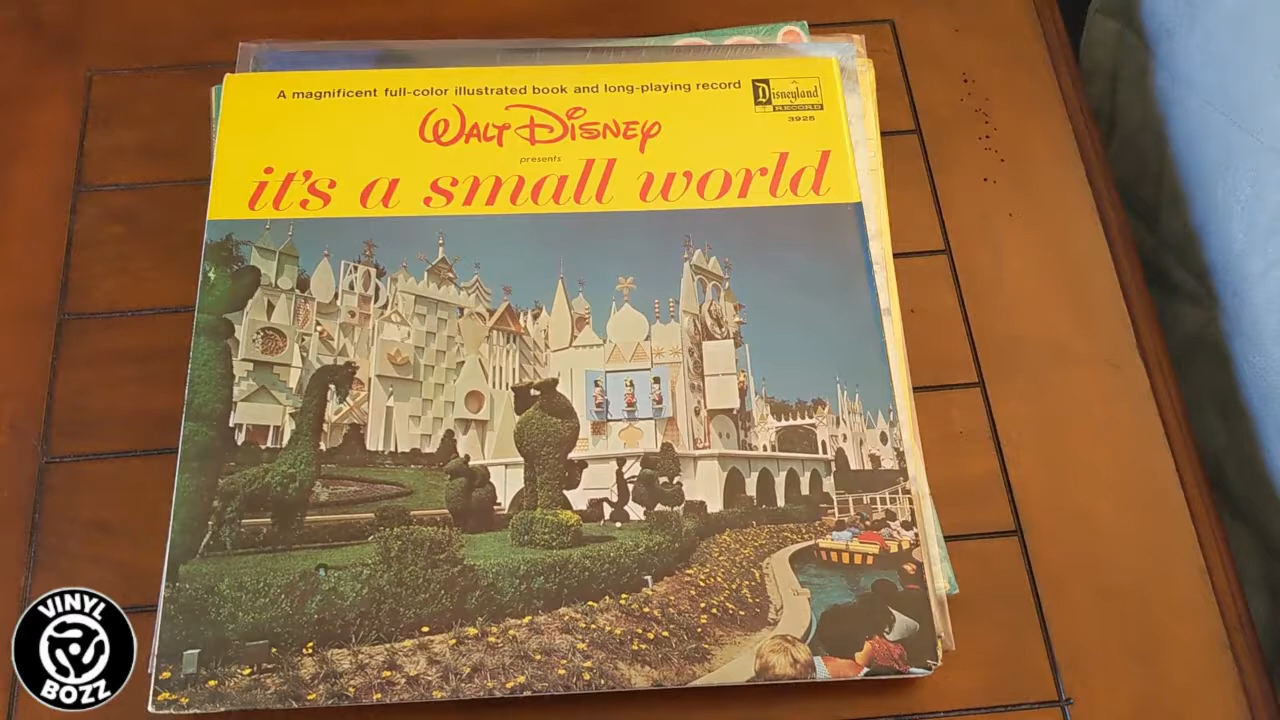 A magnificent full-color illustrated book and long-playing record
Disneyland
RECORD
3925
WALT DISNEY
presents
it's a small world
VINYL
BOZZ